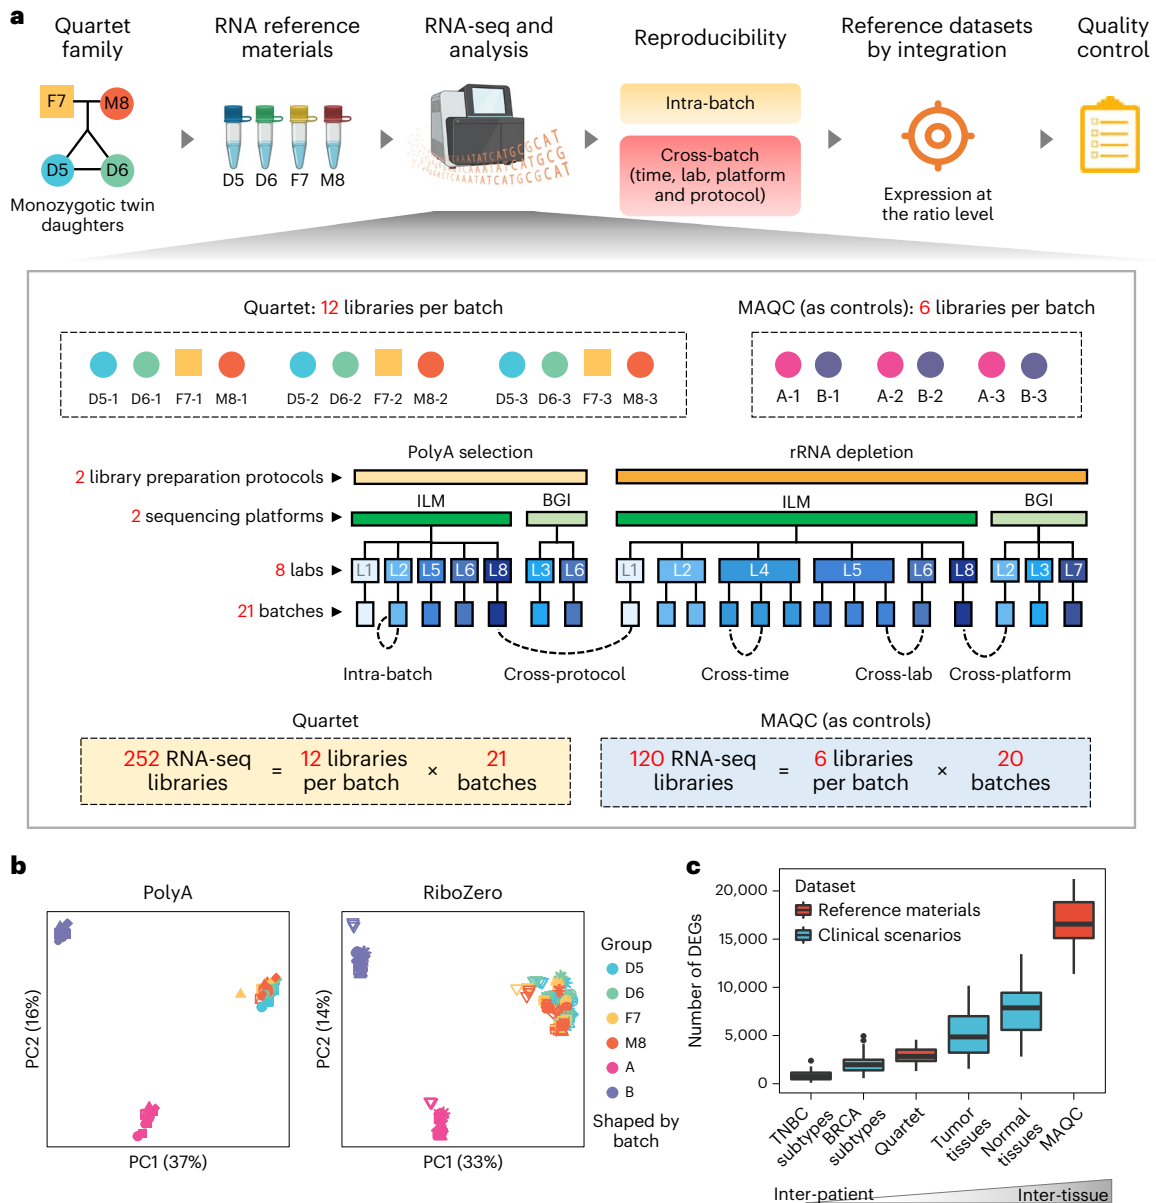 a
Quartet
family
RNA reference
materials
RNA-seq and
analysis
Reproducibility
Reference datasets
by integration
Quality
control
F7
M8
D5
D6
Monozygotic twin
daughters
D5 D6 F7 M8
Intra-batch
Cross-batch
(time, lab, platform
and protocol)
Expression at
the ratio level
Quartet: 12 libraries per batch
MAQC (as controls): 6 libraries per batch
D5-1 D6-1 F7-1 M8-1 D5-2 D6-2 F7-2 M8-2 D5-3 D6-3 F7-3 M8-3
A-1 B-1 A-2 B-2 A-3 B-3
PolyA selection
rRNA depletion
2 library preparation protocols
ILM BGI ILM BGI
2 sequencing platforms
8 labs
L1 L2 L5 L6 L8 L3 L6 L1 L2 L4 L5 L6 L8 L2 L3 L7
21 batches
Intra-batch Cross-protocol Cross-time Cross-lab Cross-platform
Quartet
252 RNA-seq
libraries
=
12 libraries
per batch
×
21
batches
MAQC (as controls)
120 RNA-seq
libraries
=
6 libraries
per batch
×
20
batches
b
PolyA
PC2 (16%)
PC1 (37%)
RiboZero
PC2 (14%)
PC1 (33%)
Group
D5
D6
F7
M8
A
B
Shaped by
batch
c
Number of DEGs
20,000
15,000
10,000
5,000
0
Dataset
Reference materials
Clinical scenarios
TNBC
subtypes
BRCA
subtypes
Quartet
Tumor
tissues
Normal
tissues
MAQC
Inter-patient
Inter-tissue